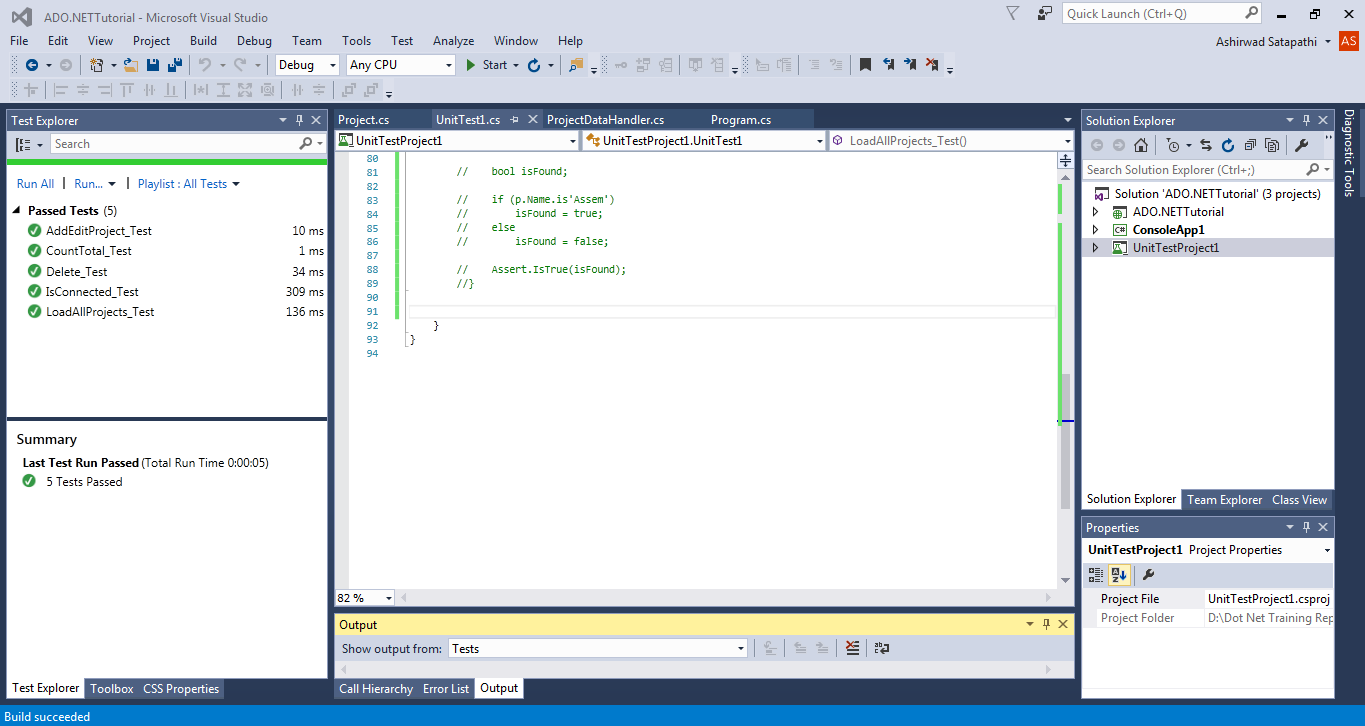 ADO.NETTutorial - Microsoft Visual Studio
Quick Launch (Ctrl+Q)
File Edit View Project Build Debug Team Tools Test Analyze Window Help
Ashirwad Satapathi AS
Debug Any CPU Start
Test Explorer
Search
Run All | Run... | Playlist : All Tests
Passed Tests (5)
AddEditProject_Test 10 ms
CountTotal_Test 1 ms
Delete_Test 34 ms
IsConnected_Test 309 ms
LoadAllProjects_Test 136 ms
Summary
Last Test Run Passed (Total Run Time 0:00:05)
5 Tests Passed
Test Explorer Toolbox CSS Properties
Project.cs UnitTest1.cs ProjectDataHandler.cs Program.cs
UnitTestProject1 UnitTestProject1.UnitTest1 LoadAllProjects_Test()
80
81 // bool isFound;
82
83 // if (p.Name.is'Assem')
84 // isFound = true;
85 // else
86 // isFound = false;
87
88 // Assert.IsTrue(isFound);
89 //}
90
91
92 }
93 }
94
82 %
Output
Show output from: Tests
Call Hierarchy Error List Output
Solution Explorer
Search Solution Explorer (Ctrl+;)
Solution 'ADO.NETTutorial' (3 projects)
ADO.NETTutorial
C# ConsoleApp1
UnitTestProject1
Solution Explorer Team Explorer Class View
Properties
UnitTestProject1 Project Properties
Project File UnitTestProject1.csproj
Project Folder D:\Dot Net Training Rep
Diagnostic Tools
Build succeeded